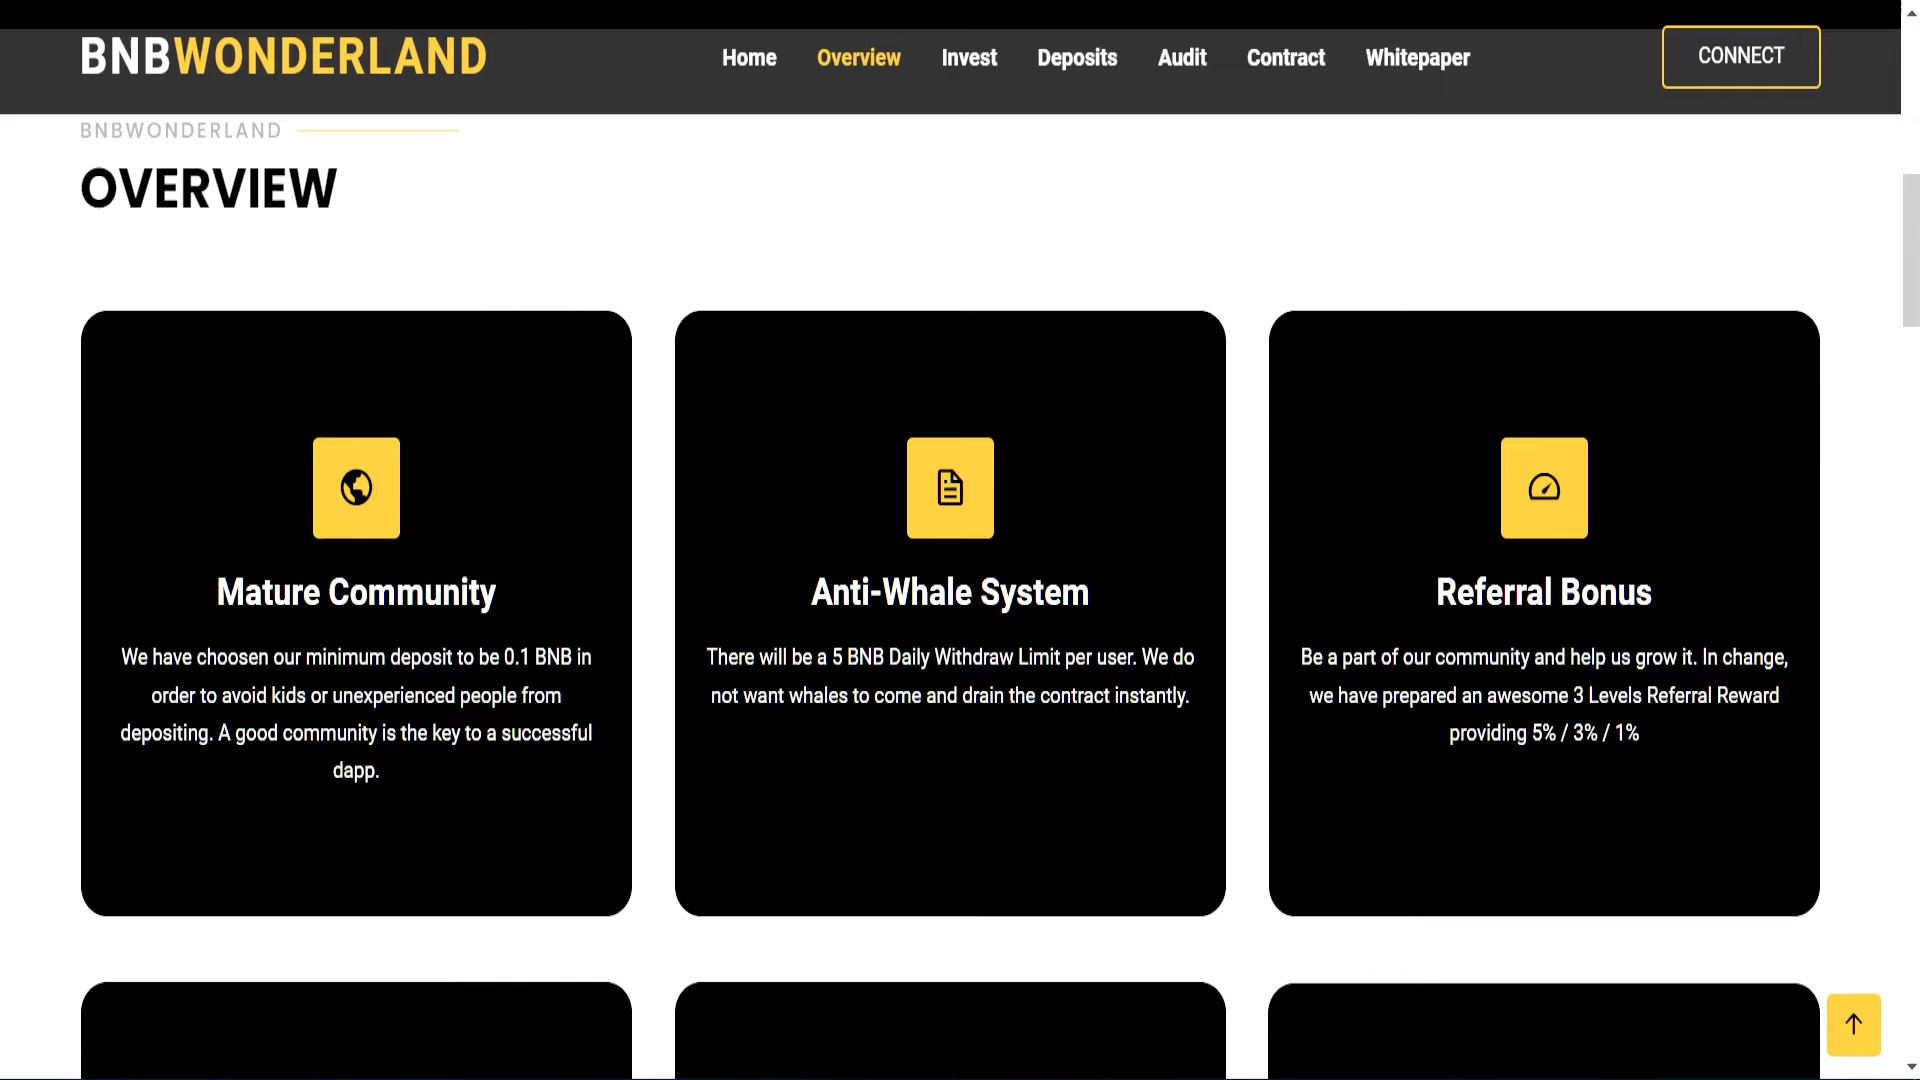 BNBWONDERLAND
Home Overview Invest Deposits Audit Contract Whitepaper
CONNECT
BNBWONDERLAND
OVERVIEW
Mature Community
We have choosen our minimum deposit to be 0.1 BNB in
order to avoid kids or unexperienced people from
depositing. A good community is the key to a successful
dapp.
Anti-Whale System
There will be a 5 BNB Daily Withdraw Limit per user. We do
not want whales to come and drain the contract instantly.
Referral Bonus
Be a part of our community and help us grow it. In change,
we have prepared an awesome 3 Levels Referral Reward
providing 5% / 3% / 1%